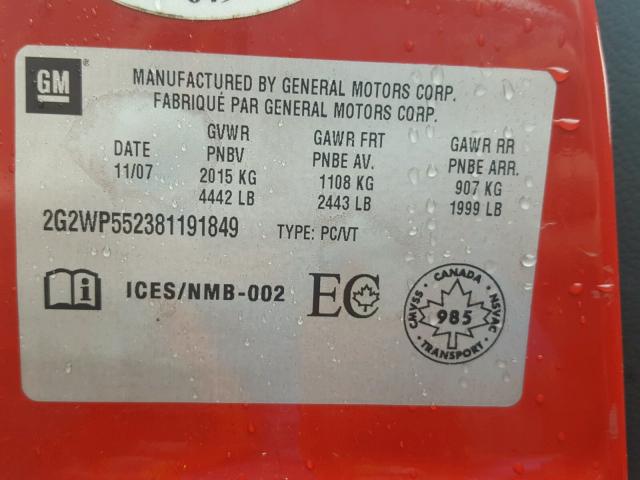 GM ®
MANUFACTURED BY GENERAL MOTORS CORP.
FABRIQUÉ PAR GENERAL MOTORS CORP.
DATE
11/07
GVWR
PNBV
2015 KG
4442 LB
GAWR FRT
PNBE AV.
1108 KG
2443 LB
GAWR RR
PNBE ARR.
907 KG
1999 LB
2G2WP552381191849 TYPE: PC/VT
i ICES/NMB-002 EC
CANADA
CMVSS 985 NSVAC
TRANSPORT